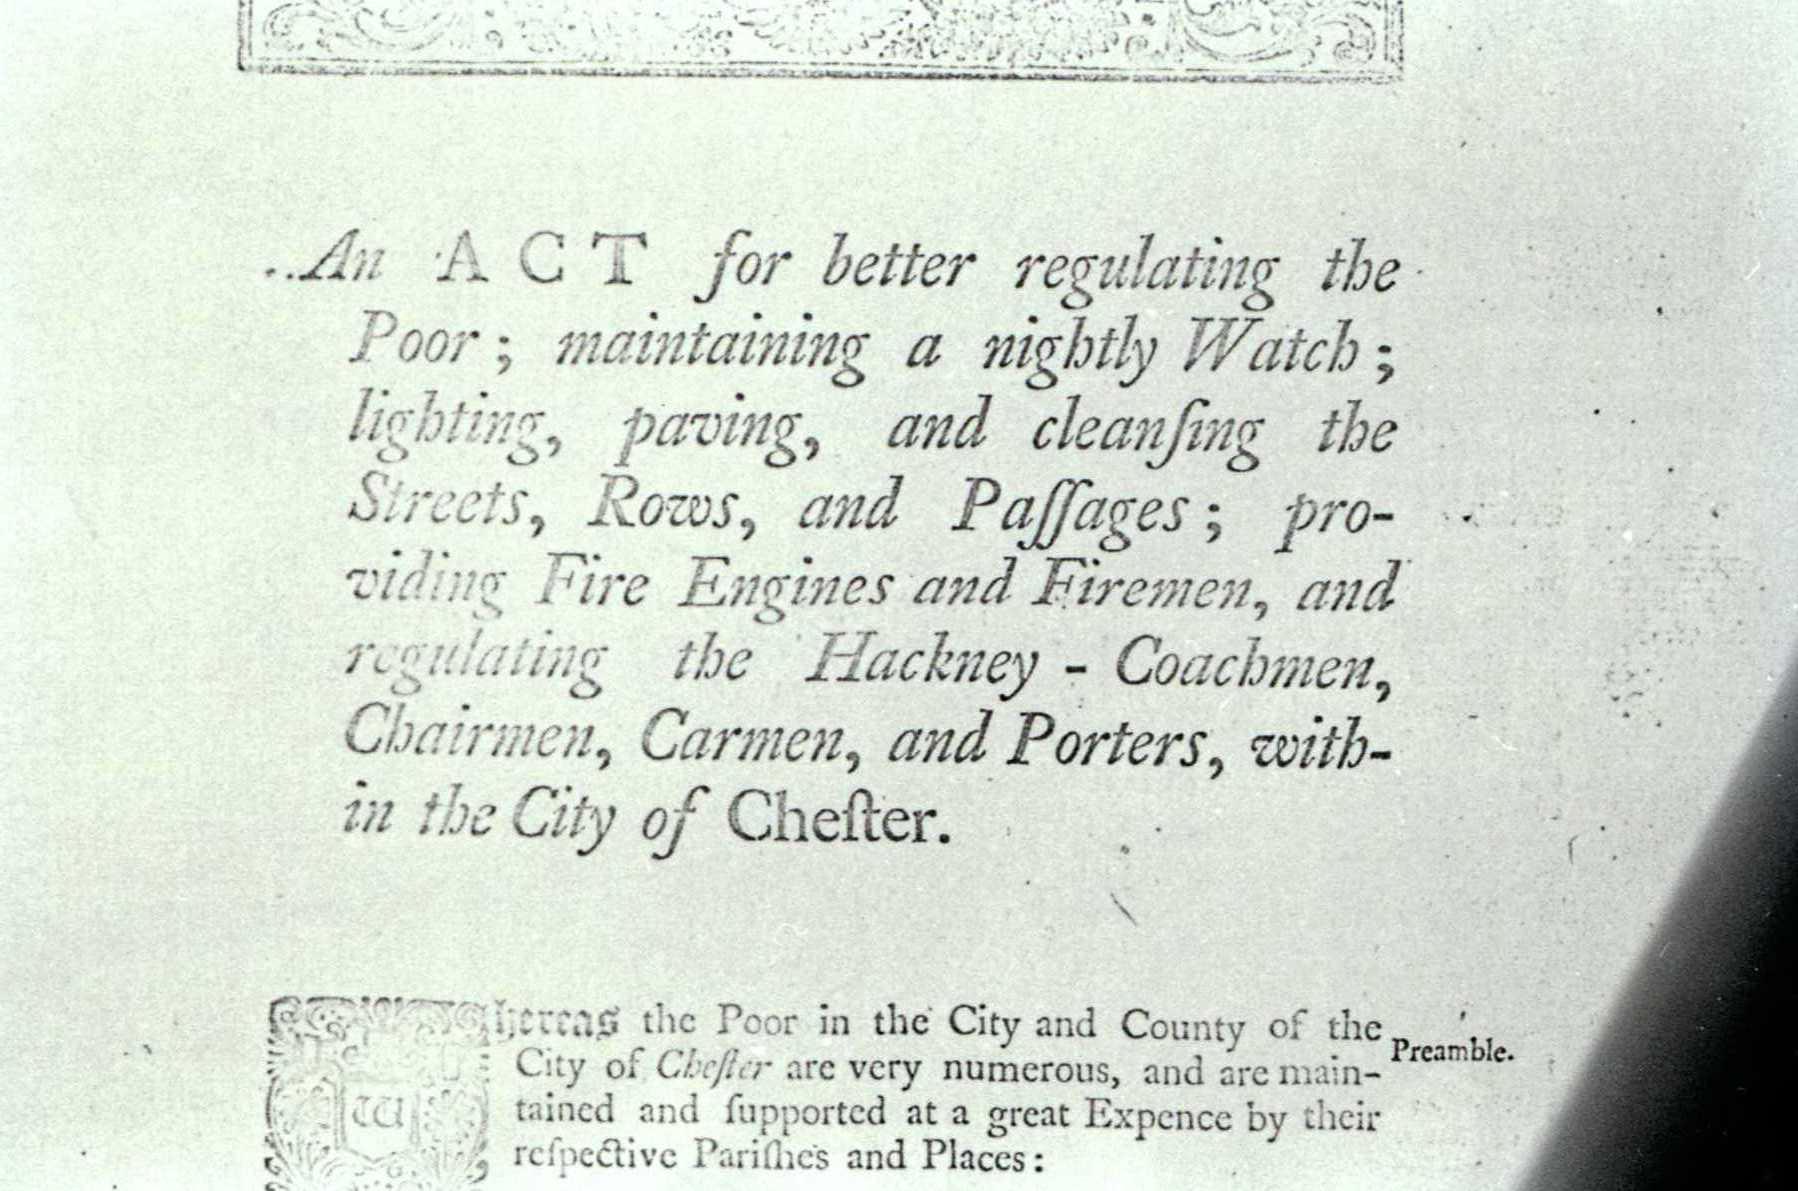 An ACT for better regulating the
Poor; maintaining a nightly Watch;
lighting, paving, and cleanſing the
Streets, Rows, and Paſſages; pro-
viding Fire Engines and Firemen, and
regulating the Hackney-Coachmen,
Chairmen, Carmen, and Porters, with-
in the City of Cheſter.
Whereas the Poor in the City and County of the
Preamble.
City of Cheſter are very numerous, and are main-
tained and ſupported at a great Expence by their
reſpective Pariſhes and Places: